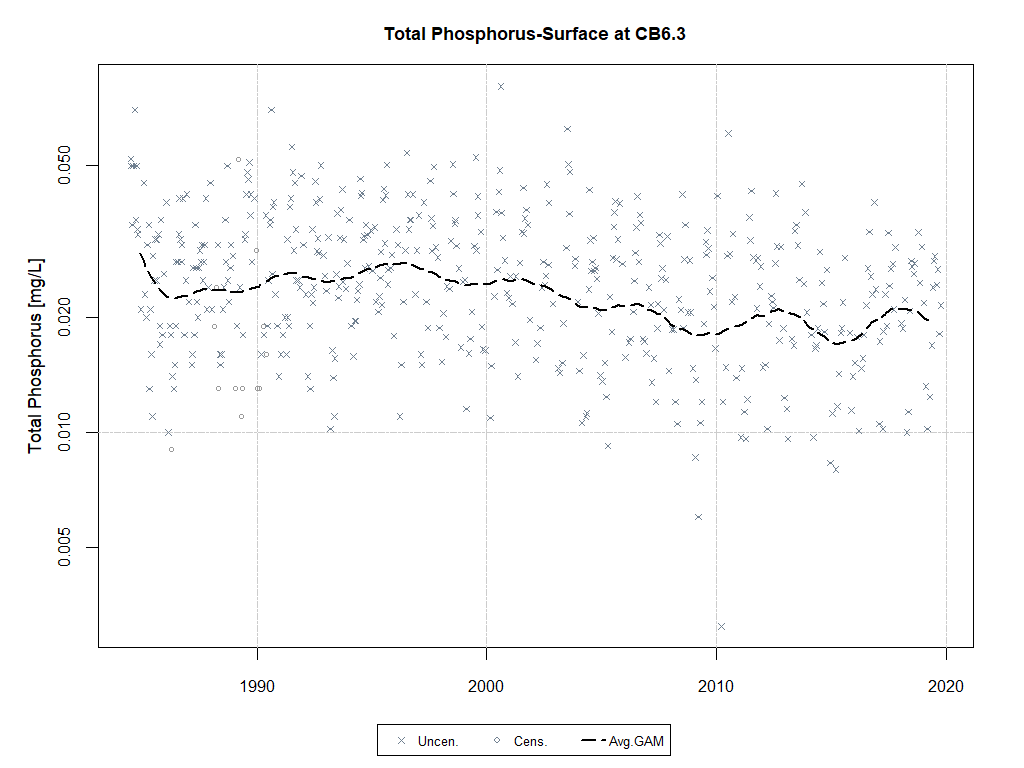 Total Phosphorus-Surface at CB6.3
Total Phosphorus [mg/L]
0.050
0.020
0.010
0.005
1990 2000 2010 2020
Uncen. Cens. Avg.GAM